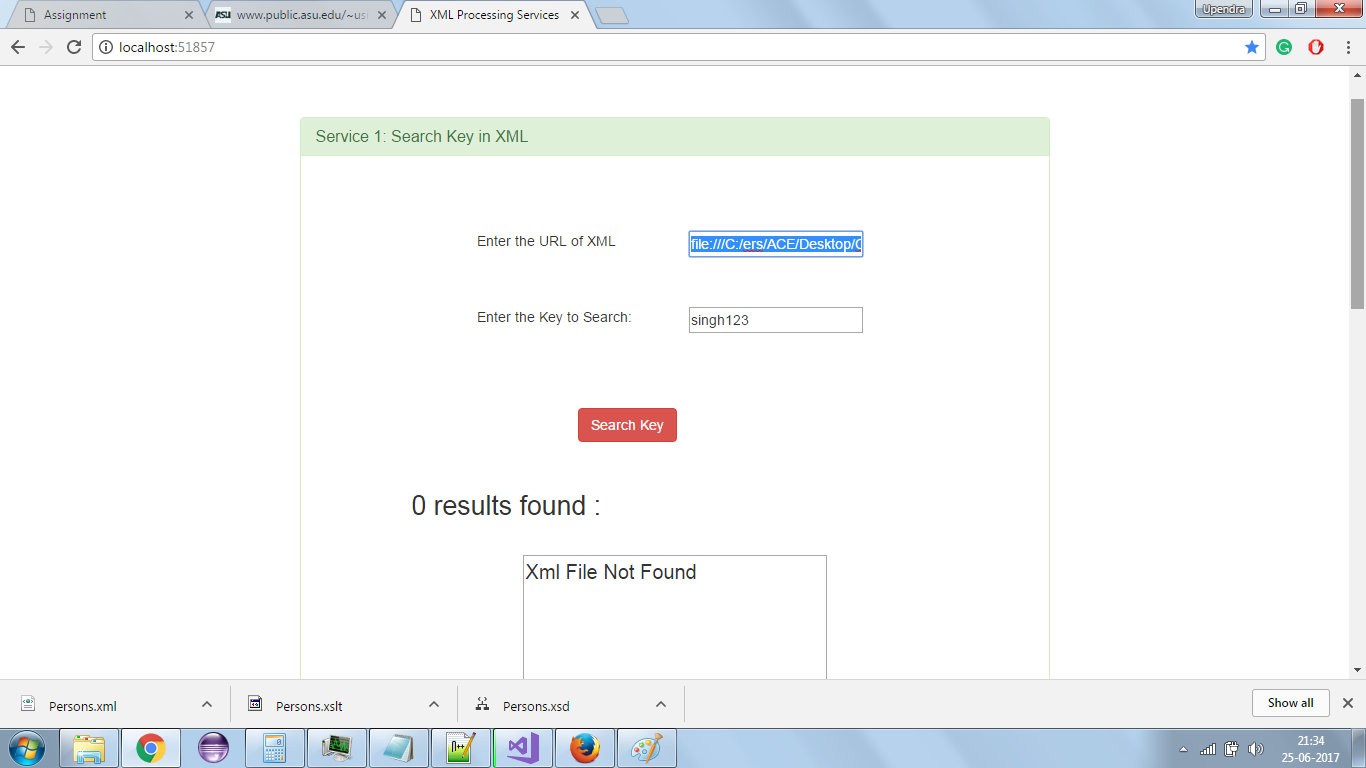 Assignment
ASU www.public.asu.edu/~us
XML Processing Services
Upendra
localhost:51857
Service 1: Search Key in XML
Enter the URL of XML
file:///C:/ers/ACE/Desktop/C
Enter the Key to Search:
singh123
Search Key
0 results found :
Xml File Not Found
Persons.xml
Persons.xslt
Persons.xsd
Show all
21:34
25-06-2017